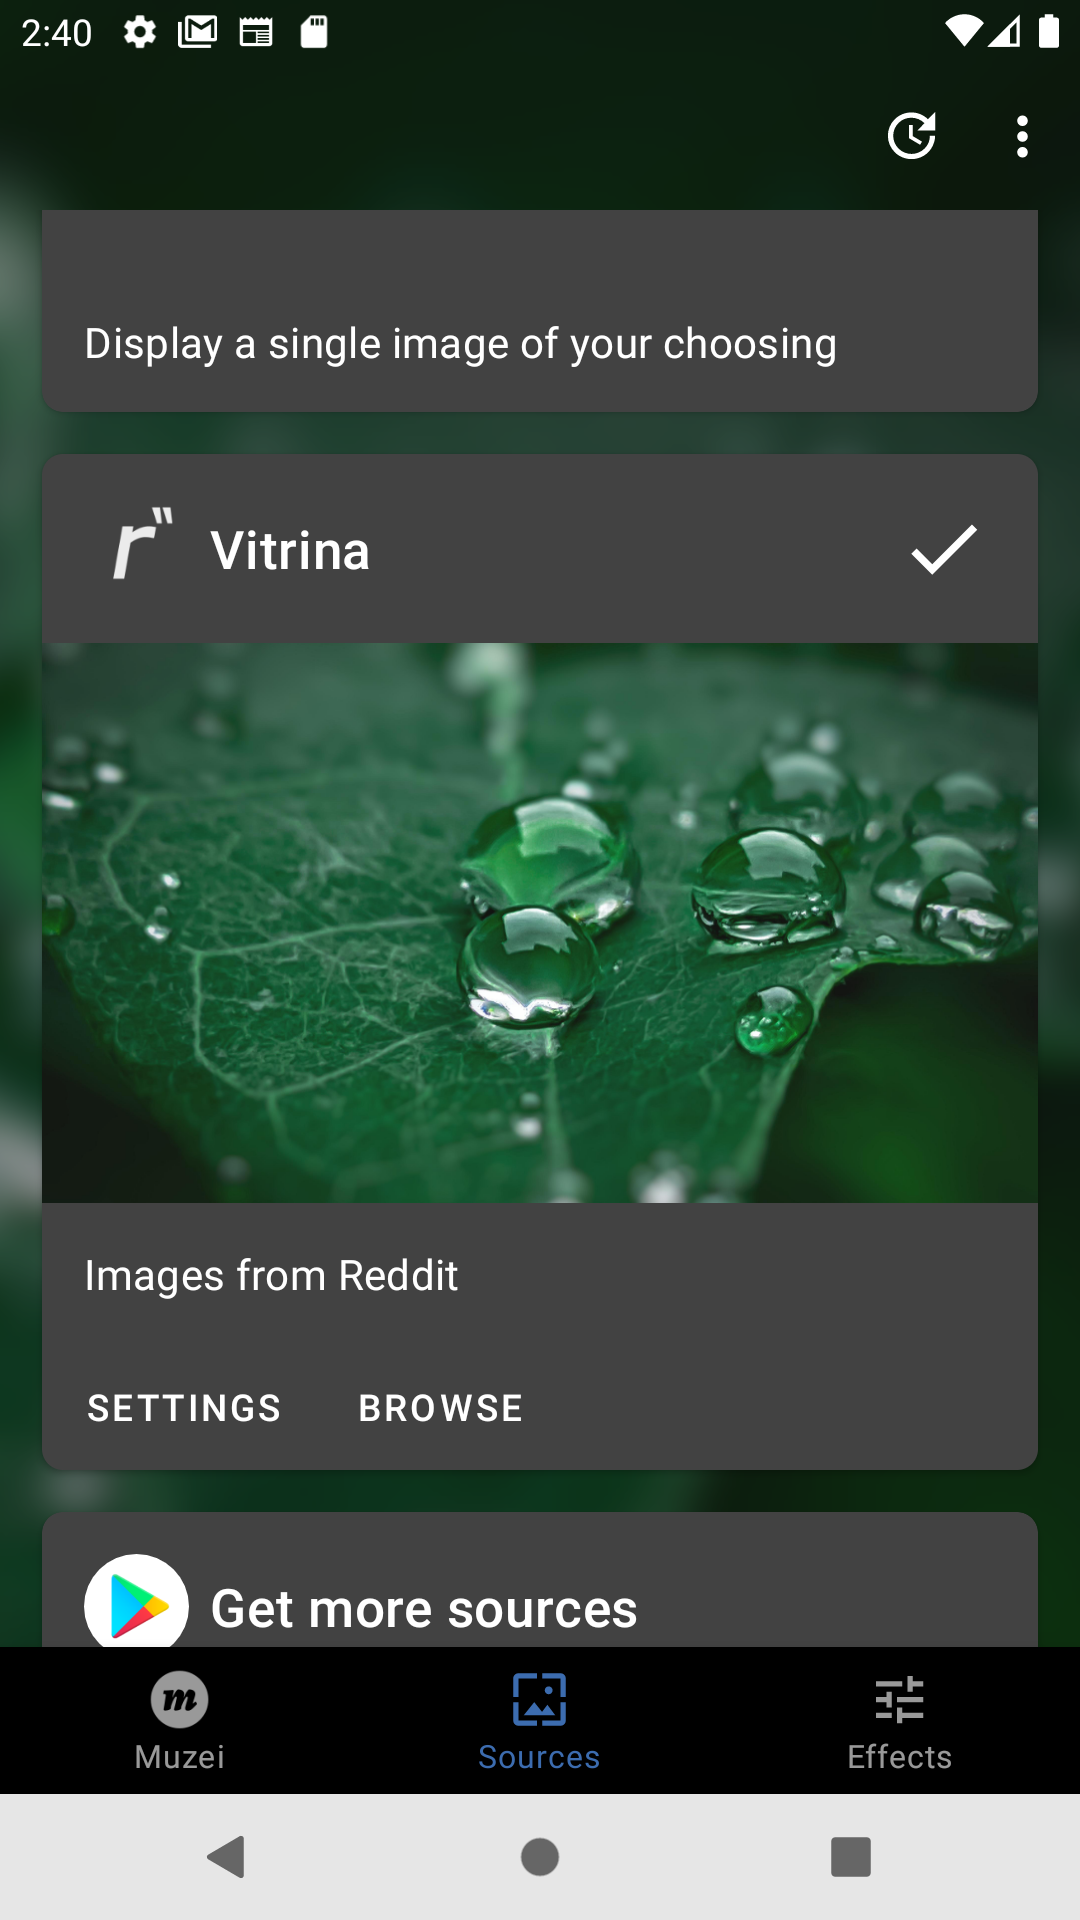 2:40
Display a single image of your choosing
r"
Vitrina
Images from Reddit
SETTINGS
BROWSE
Get more sources
m
Muzei
Sources
Effects